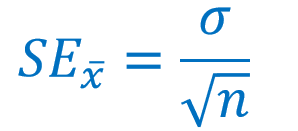 SE_x̄ = σ / √n